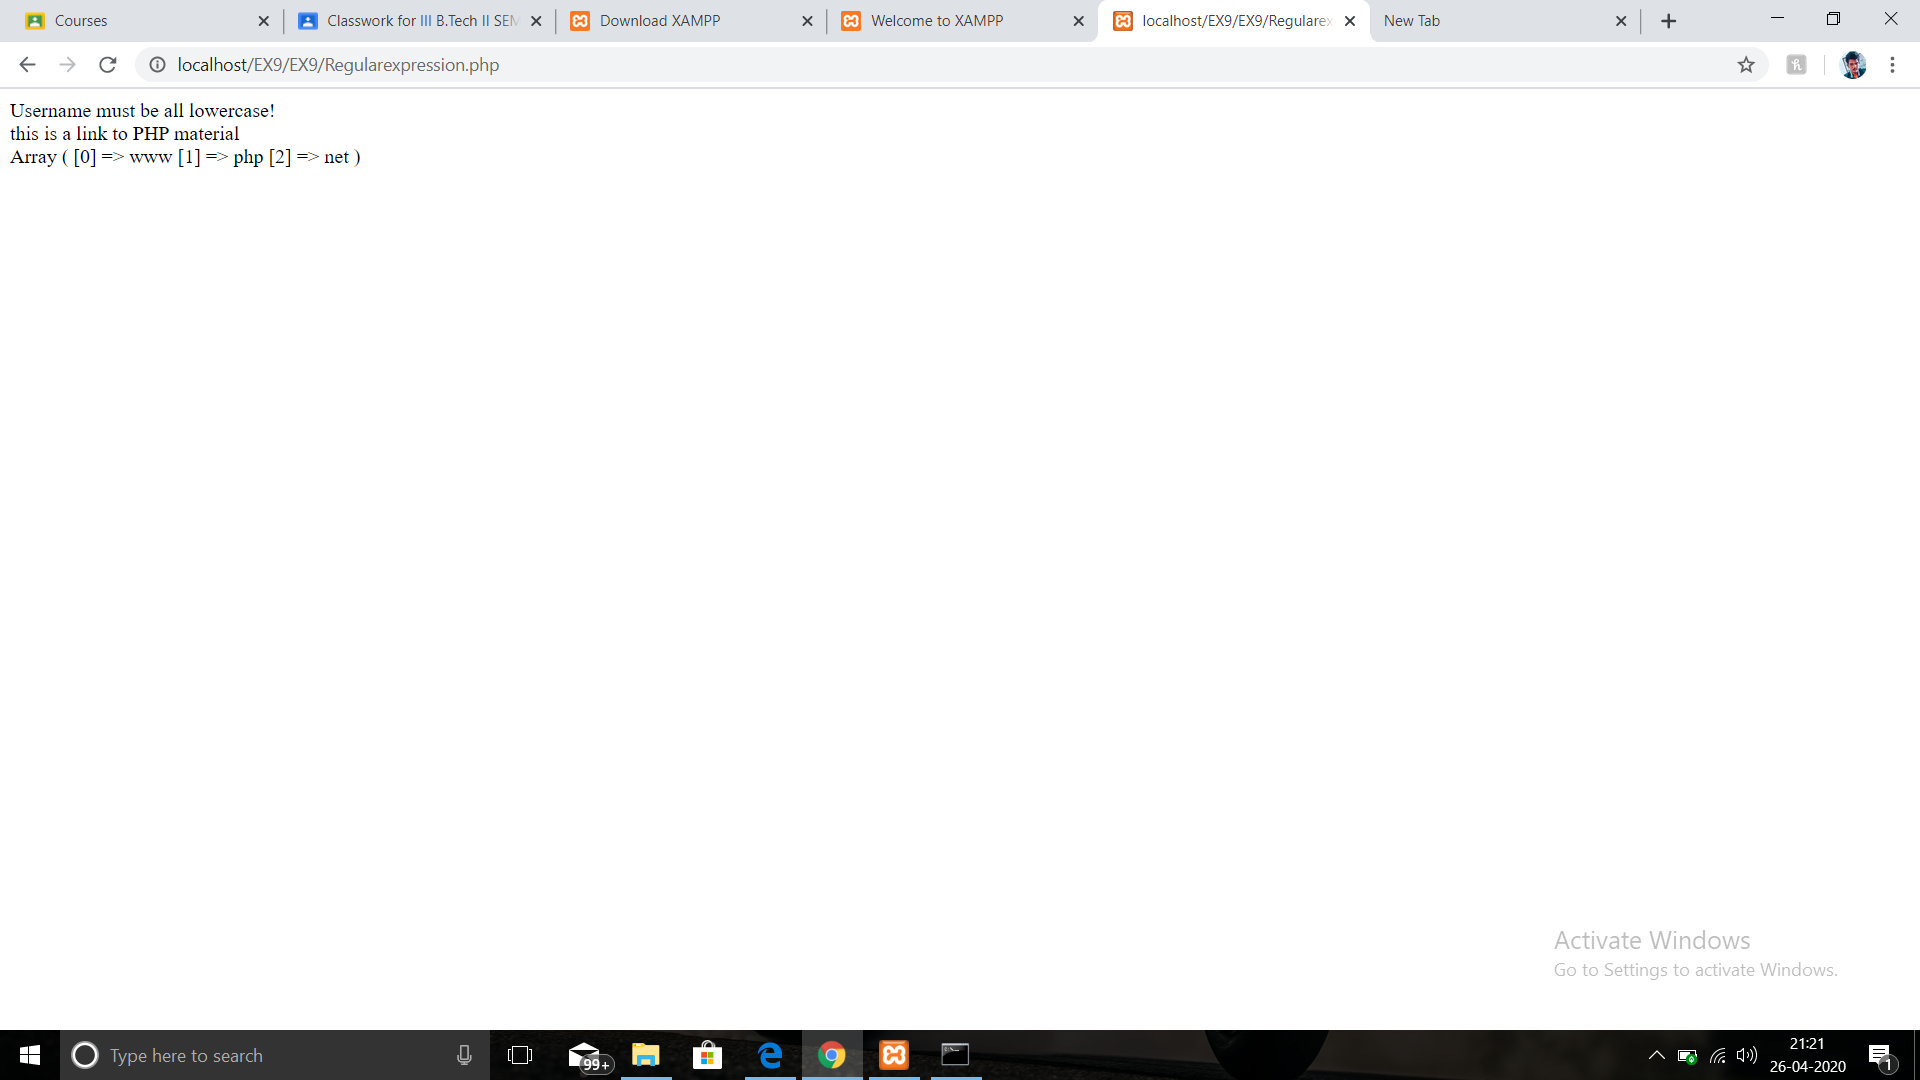 Courses
Classwork for III B.Tech II SEM
Download XAMPP
Welcome to XAMPP
localhost/EX9/EX9/Regularex
New Tab
localhost/EX9/EX9/Regularexpression.php
Username must be all lowercase!
this is a link to PHP material
Array ( [0] => www [1] => php [2] => net )
Activate Windows
Go to Settings to activate Windows.
Type here to search
99+
21:21
26-04-2020
1